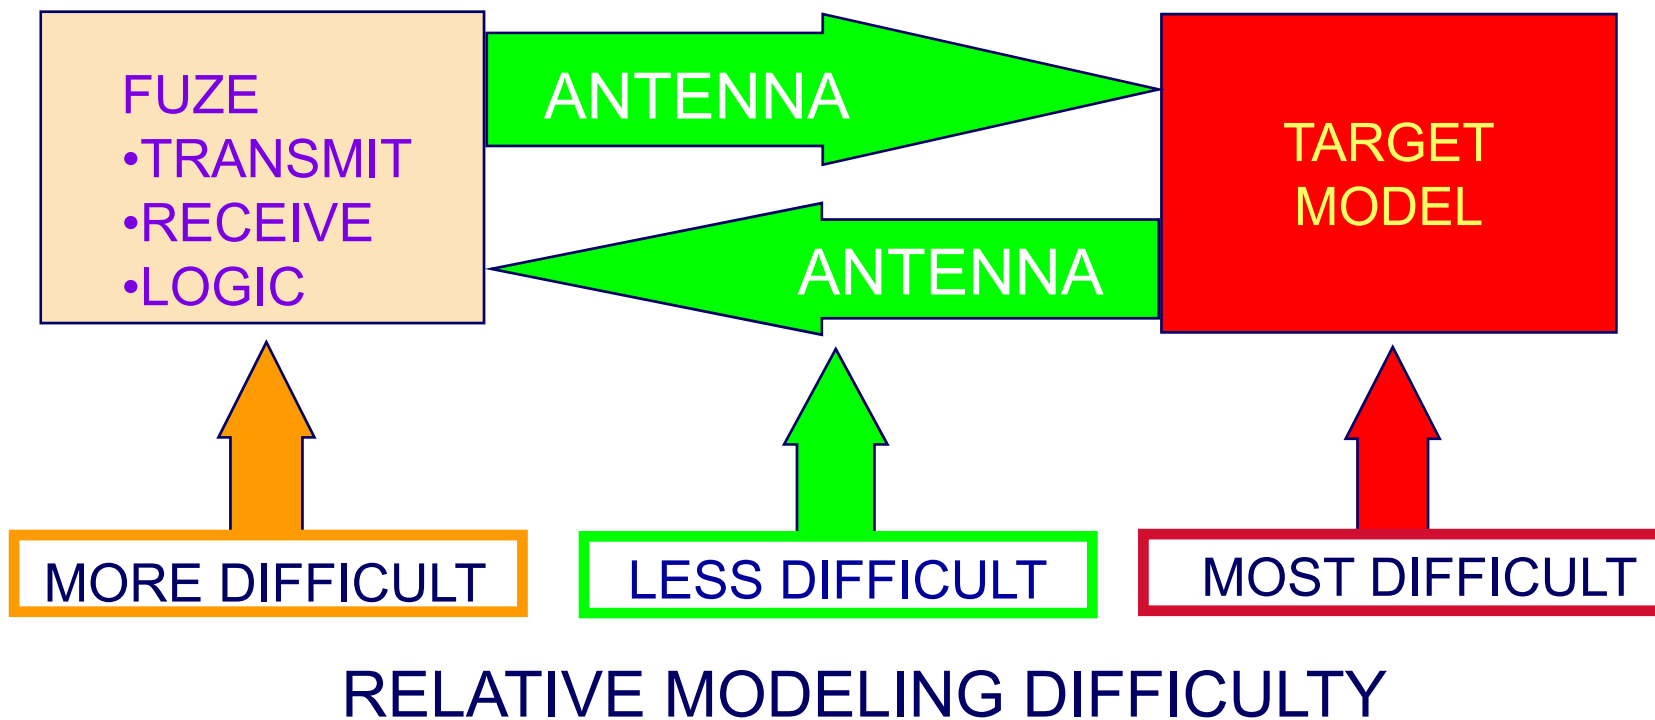 FUZE
•TRANSMIT
•RECEIVE
•LOGIC
ANTENNA
ANTENNA
TARGET
MODEL
MORE DIFFICULT
LESS DIFFICULT
MOST DIFFICULT
RELATIVE MODELING DIFFICULTY